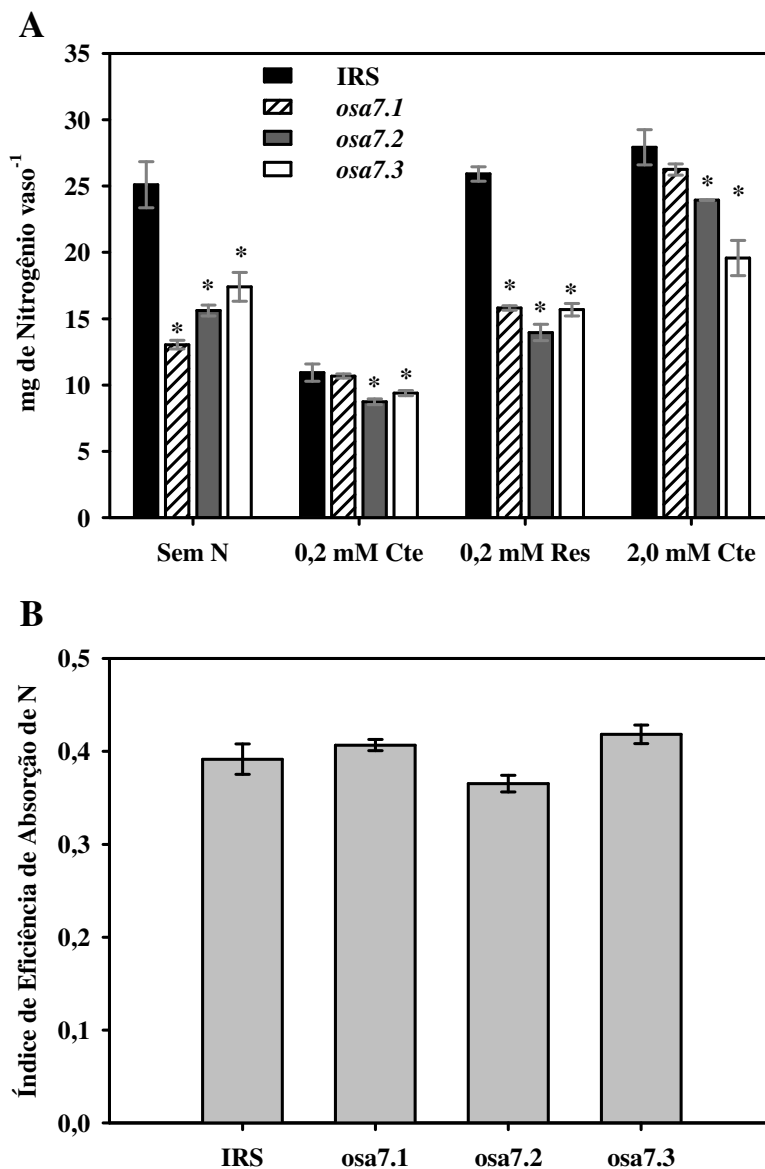 A
mg de Nitrogênio vaso-1
35
30
25
20
15
10
5
0
IRS
osa7.1
osa7.2
osa7.3
* * *
* *
* * *
* *
Sem N 0,2 mM Cte 0,2 mM Res 2,0 mM Cte
B
Índice de Eficiência de Absorção de N
0,5
0,4
0,3
0,2
0,1
0,0
IRS osa7.1 osa7.2 osa7.3